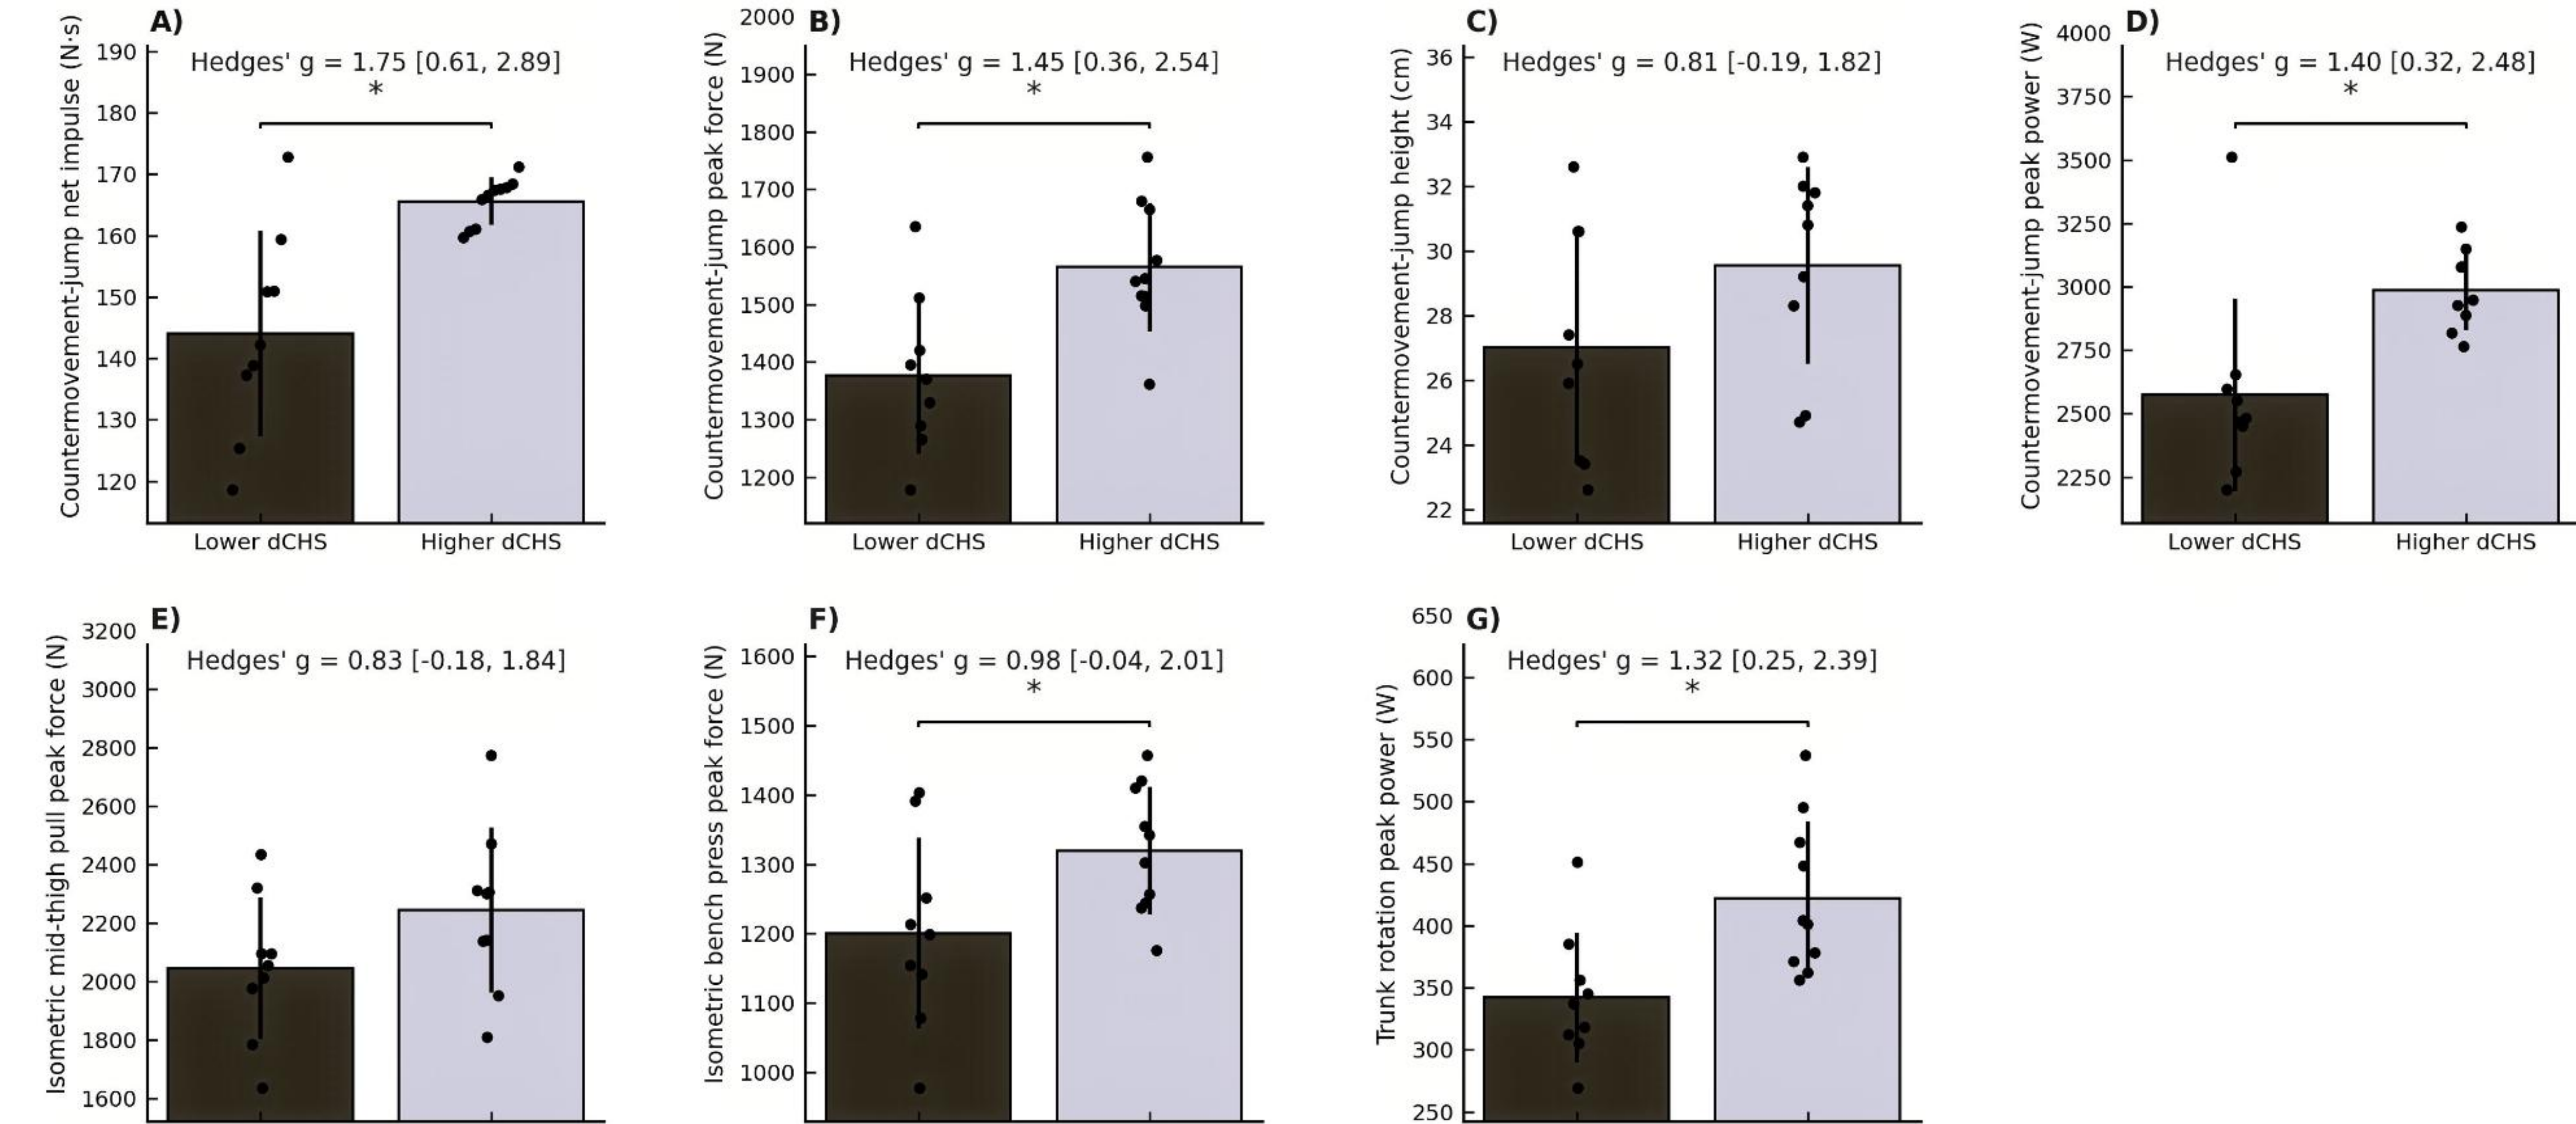 A)
Countermovement-jump net impulse (N·s)
190
180
170
160
150
140
130
120
Hedges' g = 1.75 [0.61, 2.89]
*
Lower dCHS
Higher dCHS
B)
Countermovement-jump peak force (N)
2000
1900
1800
1700
1600
1500
1400
1300
1200
Hedges' g = 1.45 [0.36, 2.54]
*
Lower dCHS
Higher dCHS
C)
Countermovement-jump height (cm)
36
34
32
30
28
26
24
22
Hedges' g = 0.81 [-0.19, 1.82]
Lower dCHS
Higher dCHS
D)
Countermovement-jump peak power (W)
4000
3750
3500
3250
3000
2750
2500
2250
Hedges' g = 1.40 [0.32, 2.48]
*
Lower dCHS
Higher dCHS
E)
Isometric mid-thigh pull peak force (N)
3200
3000
2800
2600
2400
2200
2000
1800
1600
Hedges' g = 0.83 [-0.18, 1.84]
F)
Isometric bench press peak force (N)
1600
1500
1400
1300
1200
1100
1000
Hedges' g = 0.98 [-0.04, 2.01]
*
G)
Trunk rotation peak power (W)
650
600
550
500
450
400
350
300
250
Hedges' g = 1.32 [0.25, 2.39]
*